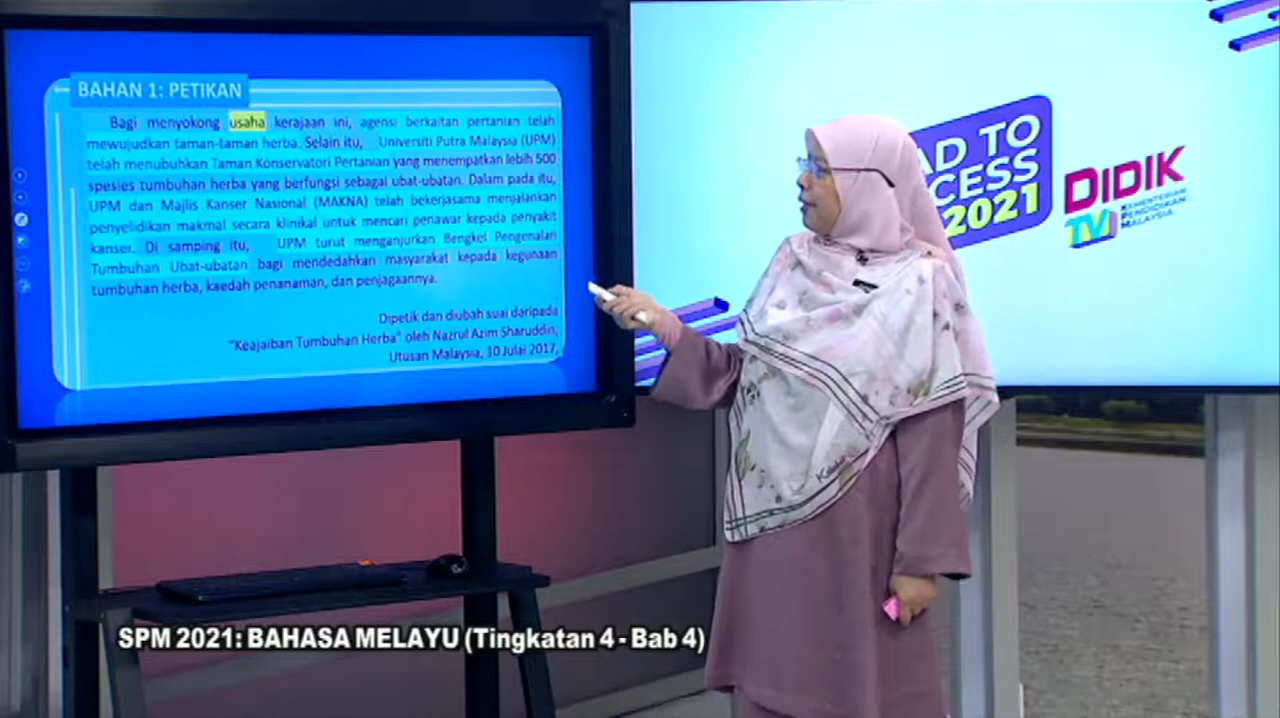 BAHAN 1: PETIKAN
Bagi menyokong usaha kerajaan ini, agensi berkaitan pertanian telah
mewujudkan taman-taman herba. Selain itu, Universiti Putra Malaysia (UPM)
telah menubuhkan Taman Konservatori Pertanian yang menempatkan lebih 500
spesies tumbuhan herba yang berfungsi sebagai ubat-ubatan. Dalam pada itu,
UPM dan Majlis Kanser Nasional (MAKNA) telah bekerjasama menjalankan
penyelidikan makmal secara klinikal untuk mencari penawar kepada penyakit
kanser. Di samping itu, UPM turut menganjurkan Bengkel Pengenalan
Tumbuhan Ubat-ubatan bagi mendedahkan masyarakat kepada kegunaan
tumbuhan herba, kaedah penanaman, dan penjagaannya.
Dipetik dan diubah suai daripada
"Keajaiban Tumbuhan Herba" oleh Nazrul Azim Sharuddin,
Utusan Malaysia, 10 Julai 2017,
TO
2021
DIDIK
TV
KEMENTERIAN
PENDIDIKAN
MALAYSIA
SPM 2021: BAHASA MELAYU (Tingkatan 4 - Bab 4)